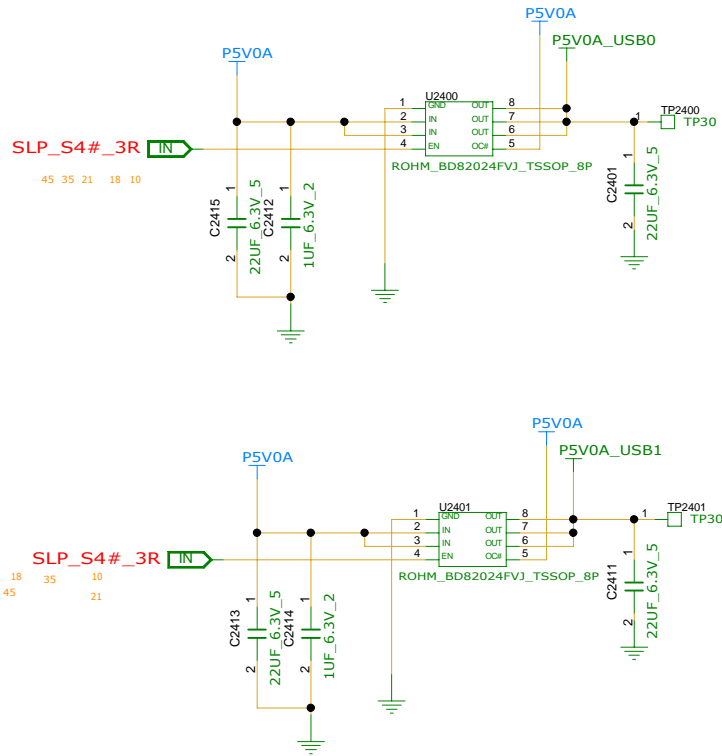 P5V0A
P5V0A_USB0
P5V0A
U2400
1 GND OUT 8
2 IN OUT 7
3 IN OUT 6
4 EN OC# 5
ROHM_BD82024FVJ_TSSOP_8P
1 TP2400
TP30
SLP_S4#_3R IN
45 35 21 18 10
1 C2415 2 22UF_6.3V_5
1 C2412 2 1UF_6.3V_2
1 C2401 2 22UF_6.3V_5
P5V0A
P5V0A_USB1
P5V0A
U2401
1 GND OUT 8
2 IN OUT 7
3 IN OUT 6
4 EN OC# 5
ROHM_BD82024FVJ_TSSOP_8P
1 TP2401
TP30
SLP_S4#_3R IN
18 35 10
45 21
1 C2413 2 22UF_6.3V_5
1 C2414 2 1UF_6.3V_2
1 C2411 2 22UF_6.3V_5